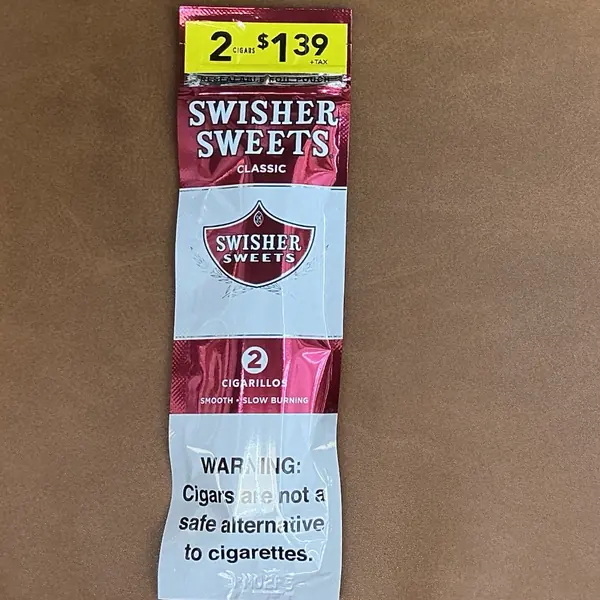 2 CIGARS $1 39
+TAX
RESEALABLE FOIL POUCH
SWISHER
SWEETS
CLASSIC
SWISHER
SWEETS
2
CIGARILLOS
SMOOTH • SLOW BURNING
WARNING:
Cigars are not a
safe alternative
to cigarettes.